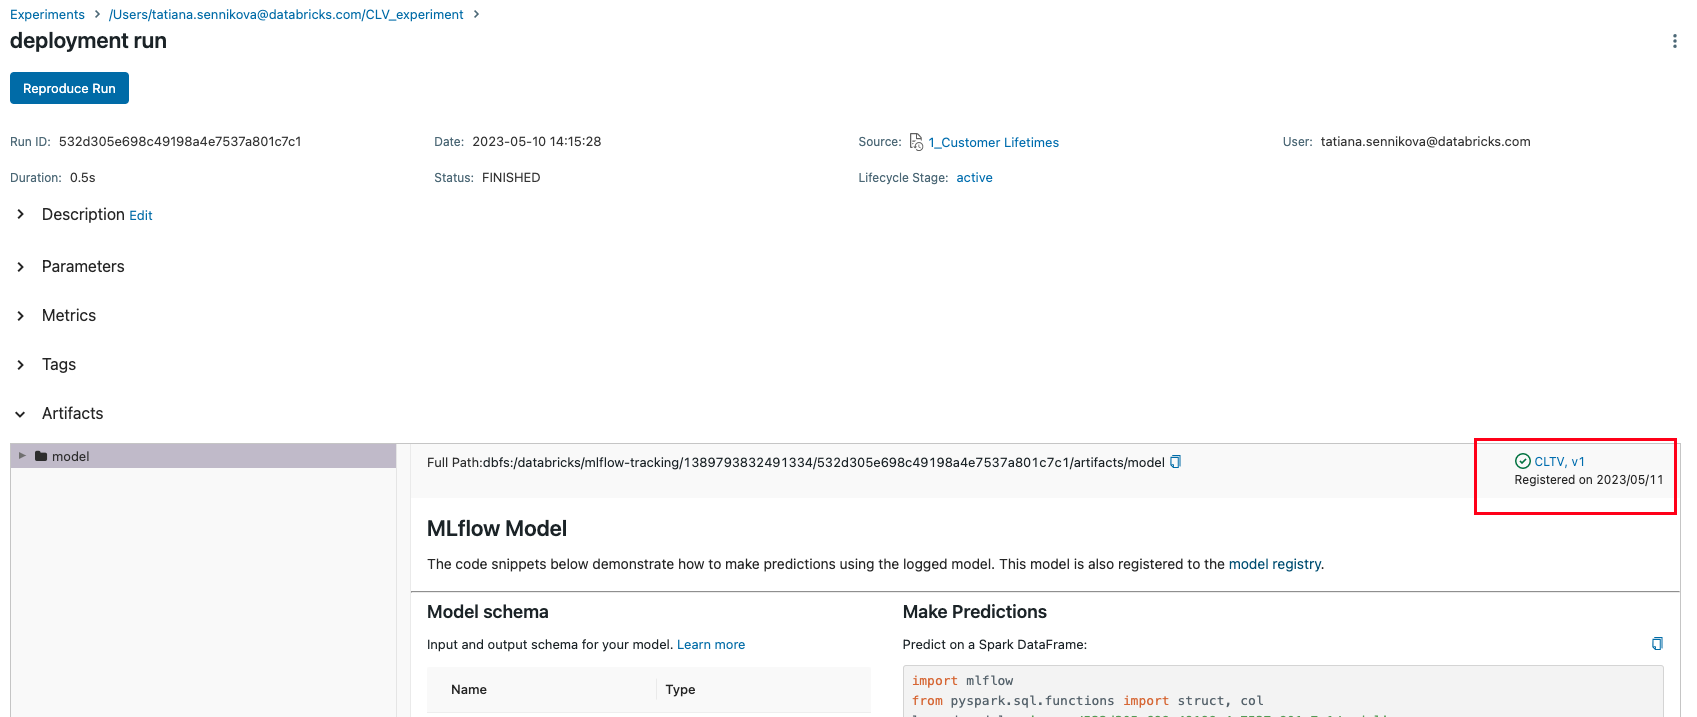 Experiments > /Users/tatiana.sennikova@databricks.com/CLV_experiment >
deployment run
Reproduce Run
Run ID: 532d305e698c49198a4e7537a801c7c1
Date: 2023-05-10 14:15:28
Source: 1_Customer Lifetimes
User: tatiana.sennikova@databricks.com
Duration: 0.5s
Status: FINISHED
Lifecycle Stage: active
Description Edit
Parameters
Metrics
Tags
Artifacts
model
Full Path:dbfs:/databricks/mlflow-tracking/1389793832491334/532d305e698c49198a4e7537a801c7c1/artifacts/model
CLTV, v1
Registered on 2023/05/11
MLflow Model
The code snippets below demonstrate how to make predictions using the logged model. This model is also registered to the model registry.
Model schema
Input and output schema for your model. Learn more
Name Type
Make Predictions
Predict on a Spark DataFrame:
import mlflow
from pyspark.sql.functions import struct, col